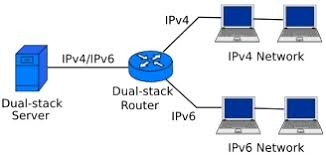 IPv4
IPv4/IPv6
IPv4 Network
Dual-stack
Server
Dual-stack
Router
IPv6
IPv6 Network